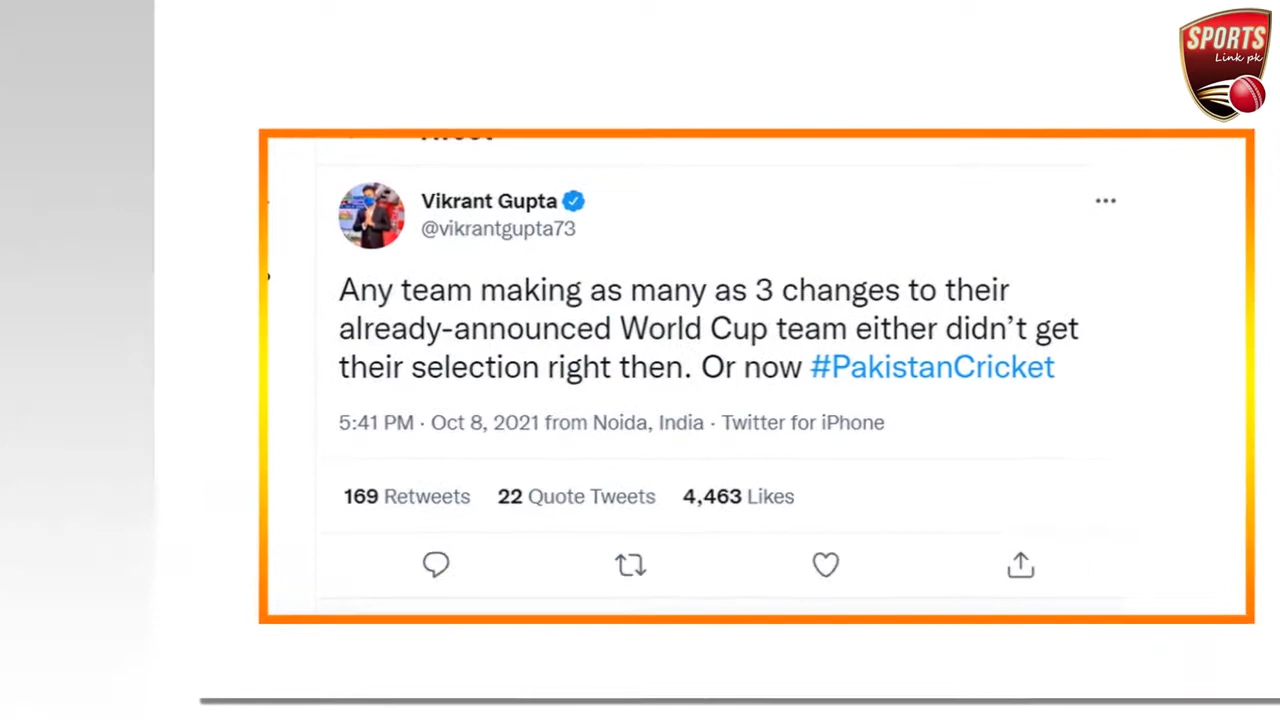 SPORTS
Link pk
Vikrant Gupta
@vikrantgupta73
Any team making as many as 3 changes to their
already-announced World Cup team either didn’t get
their selection right then. Or now #PakistanCricket
5:41 PM · Oct 8, 2021 from Noida, India · Twitter for iPhone
169 Retweets 22 Quote Tweets 4,463 Likes